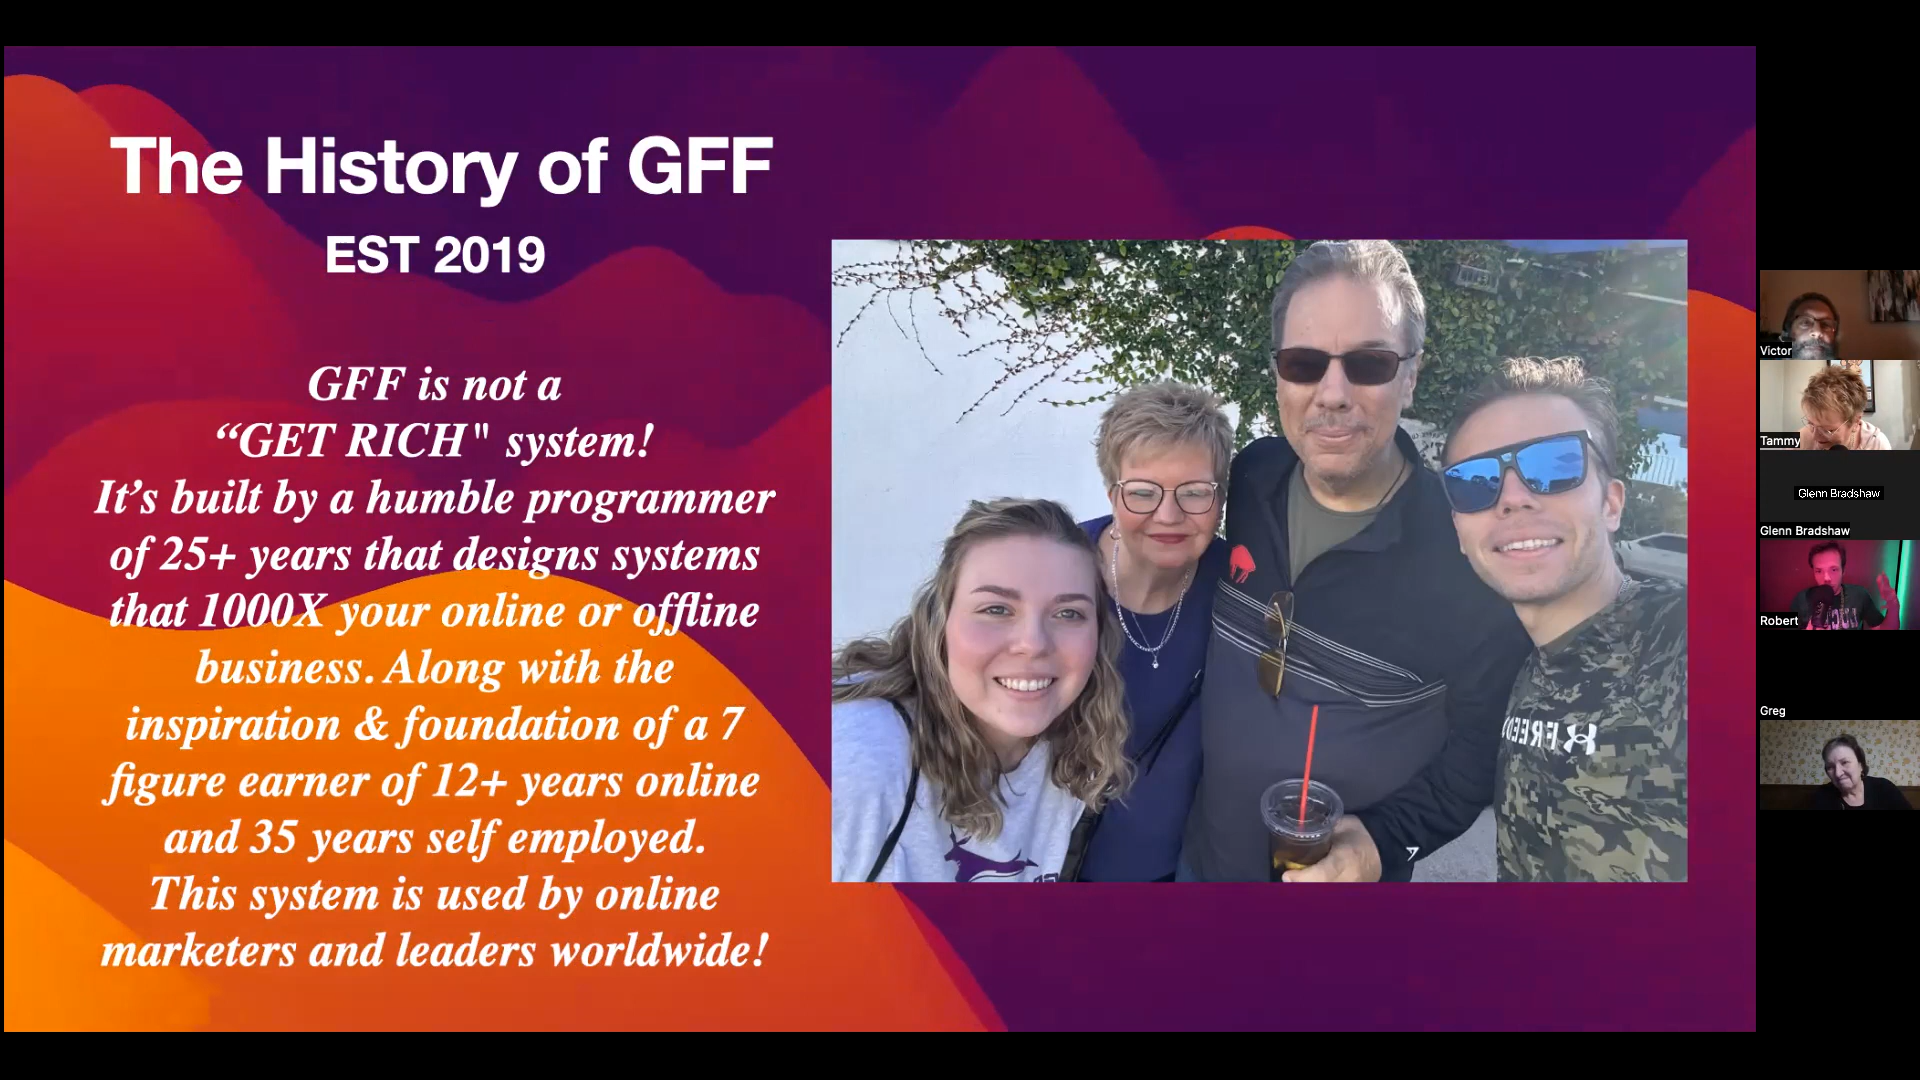 The History of GFF
EST 2019
GFF is not a
“GET RICH" system!
It’s built by a humble programmer
of 25+ years that designs systems
that 1000X your online or offline
business. Along with the
inspiration & foundation of a 7
figure earner of 12+ years online
and 35 years self employed.
This system is used by online
marketers and leaders worldwide!
Victor
Tammy
Glenn Bradshaw
Glenn Bradshaw
Robert
Greg